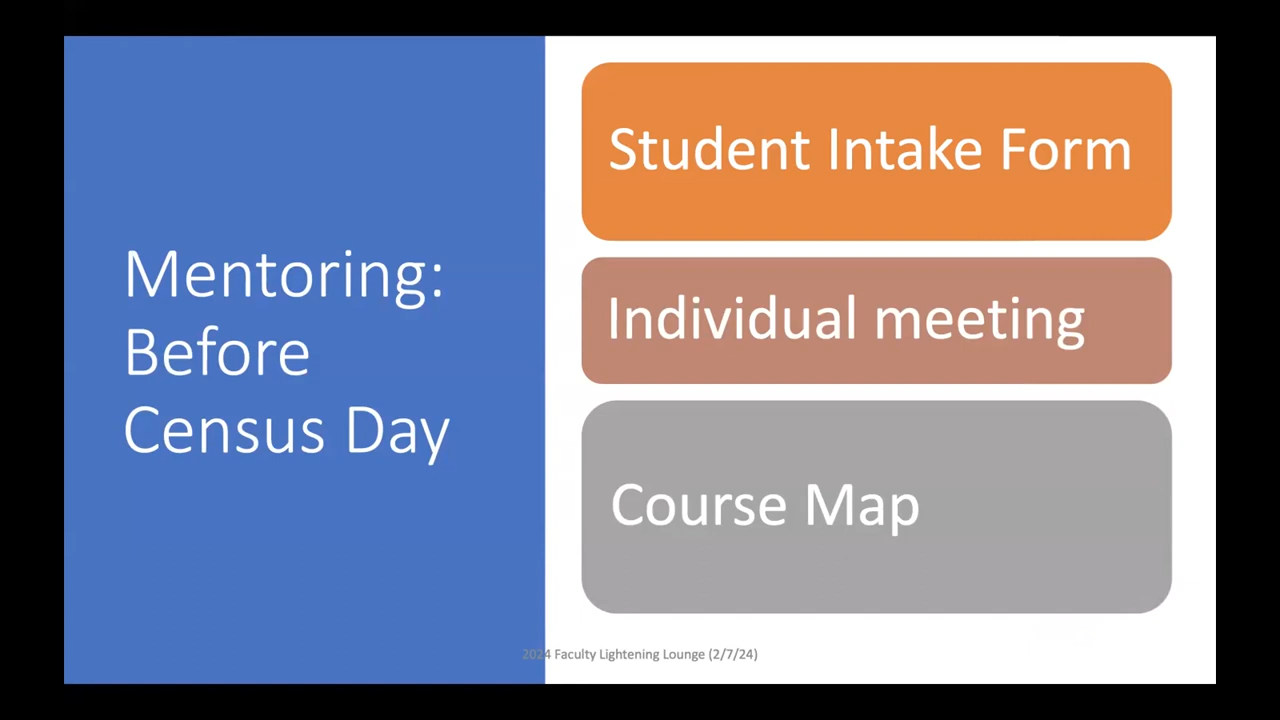 Mentoring:
Before
Census Day
Student Intake Form
Individual meeting
Course Map
2024 Faculty Lightening Lounge (2/7/24)